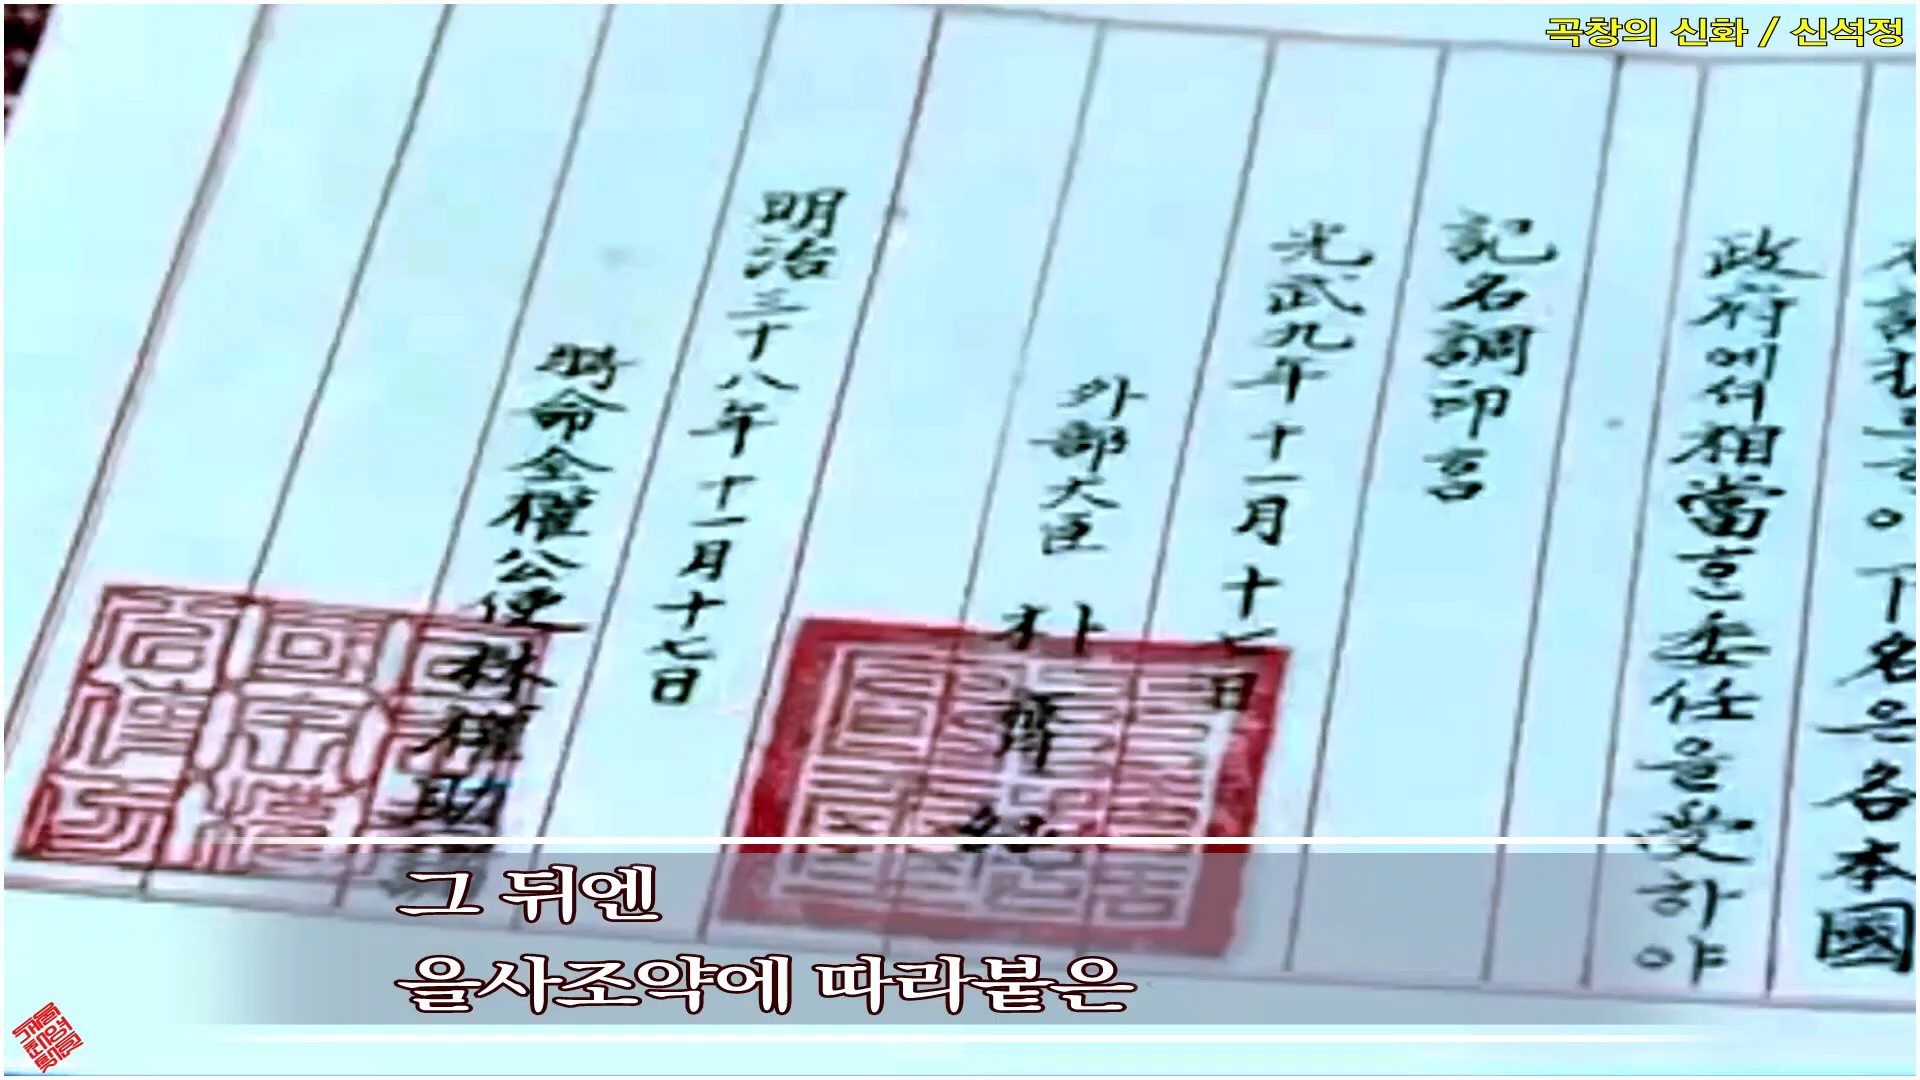 곡창의 신화 / 신석정
政府에서相當ᄒᆞᆫ委任을受하야
記名調印홈
光武九年十一月十七日
外部大臣 朴齊純
明治三十八年十一月十七日
特命全權公使 林權助
그 뒤엔
을사조약에 따라붙은